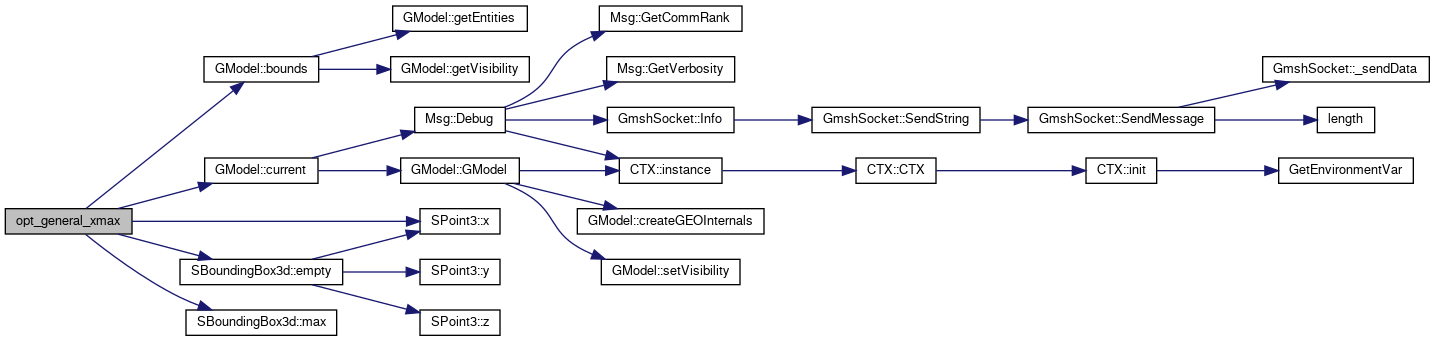 GModel::getEntities
Msg::GetCommRank
GModel::bounds
GModel::getVisibility
Msg::GetVerbosity
GmshSocket::_sendData
Msg::Debug
GmshSocket::Info
GmshSocket::SendString
GmshSocket::SendMessage
length
GModel::current
GModel::GModel
CTX::instance
CTX::CTX
CTX::init
GetEnvironmentVar
opt_general_xmax
SPoint3::x
GModel::createGEOInternals
SBoundingBox3d::empty
SPoint3::y
GModel::setVisibility
SBoundingBox3d::max
SPoint3::z